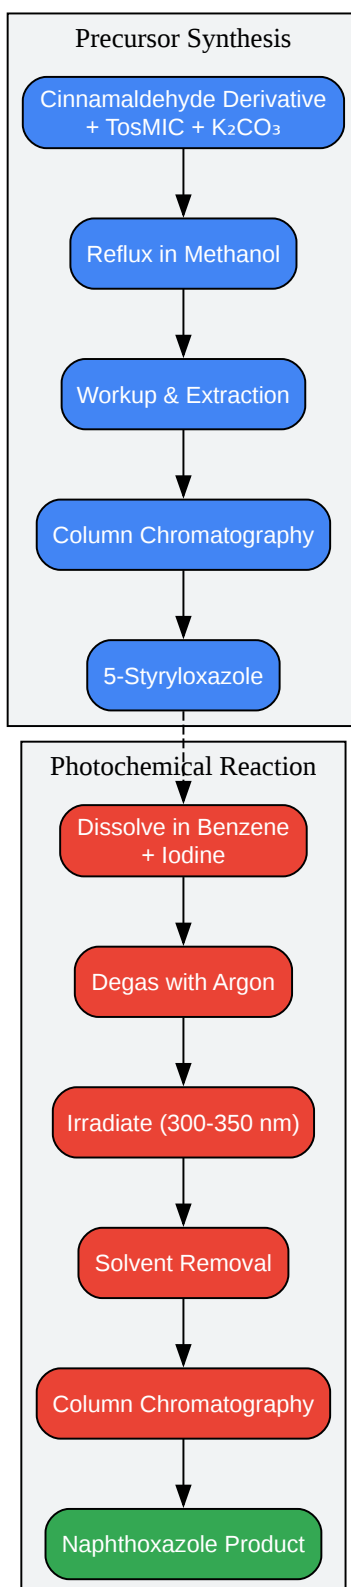 Precursor Synthesis
Cinnamaldehyde Derivative
+ TosMIC + K₂CO₃
Reflux in Methanol
Workup & Extraction
Column Chromatography
5-Styryloxazole
Photochemical Reaction
Dissolve in Benzene
+ Iodine
Degas with Argon
Irradiate (300-350 nm)
Solvent Removal
Column Chromatography
Naphthoxazole Product